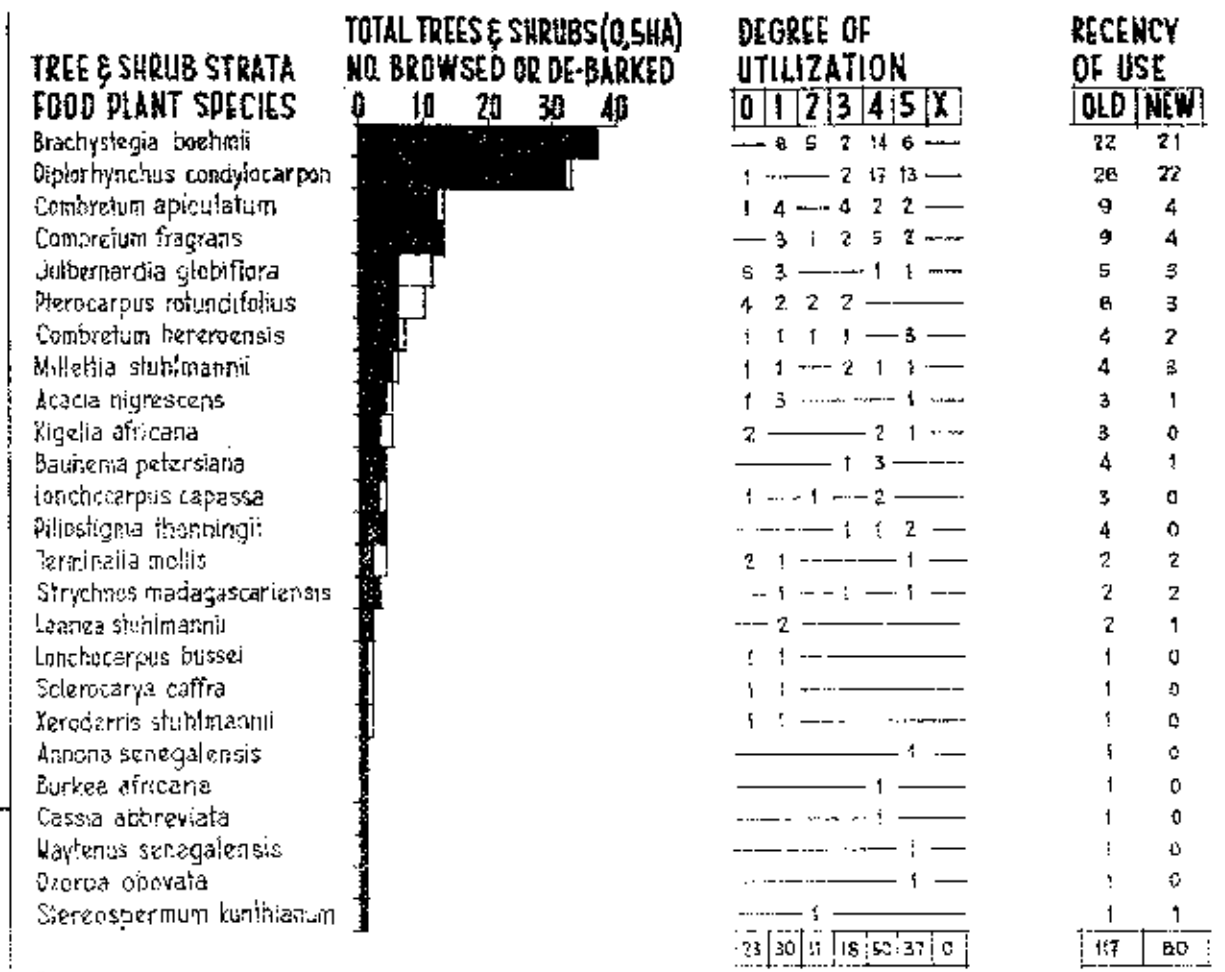 TOTAL TREES & SHRUBS (0,5HA) DEGREE OF RECENCY
TREE & SHRUB STRATA NO. BROWSED OR DE-BARKED UTILIZATION OF USE
FOOD PLANT SPECIES 0 10 20 30 40 0 1 2 3 4 5 X OLD NEW
Brachystegia boehmii — 8 5 2 14 6 — 22 21
Diplorhynchus condylocarpon 1 — 2 17 13 — 26 22
Combretum apiculatum 1 4 — 4 2 2 — 9 4
Combretum fragrans — 3 1 2 5 2 — 9 4
Julbernardia globiflora 5 3 — 1 1 — 5 3
Pterocarpus rotundifolius 4 2 2 2 — 6 3
Combretum hereroensis 1 1 1 1 — 3 — 4 2
Millettia stuhlmannii 1 1 — 2 1 1 — 4 3
Acacia nigrescens 1 3 — 1 — 3 1
Kigelia africana 2 — 2 1 — 3 0
Bauhenia petersiana — 1 3 — 4 1
Lonchocarpus capassa 1 — 1 — 2 — 3 0
Piliostigma thonningii — 1 1 2 — 4 0
Terminalia mollis 2 1 — 1 — 2 2
Strychnos madagascariensis — 1 — 1 — 1 — 2 2
Lannea stuhlmannii — 2 — 2 1
Lonchocarpus bussei 1 1 — 1 0
Sclerocarya caffra 1 1 — 1 0
Xeroderris stuhlmannii 1 1 — 1 0
Annona senegalensis — 1 — 1 0
Burkea africana — 1 — 1 0
Cassia abbreviata — 1 — 1 0
Maytenus senegalensis — 1 — 1 0
Ozoroa obovata — 1 — 1 0
Stereospermum kunthianum — 1 — 1 1
23 30 11 18 50 37 0 117 80